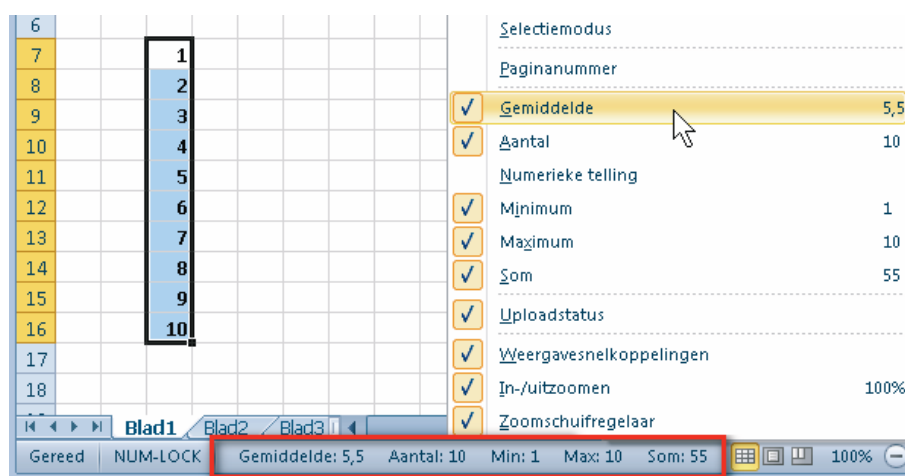 6
7 1
8 2
9 3
10 4
11 5
12 6
13 7
14 8
15 9
16 10
17
18
Selectiemodus
Paginanummer
Gemiddelde 5,5
Aantal 10
Numerieke telling
Minimum 1
Maximum 10
Som 55
Uploadstatus
Weergavesnelkoppelingen
In-/uitzoomen 100%
Zoomschuifregelaar
Blad1 Blad2 Blad3
Gereed NUM-LOCK Gemiddelde: 5,5 Aantal: 10 Min: 1 Max: 10 Som: 55 100%